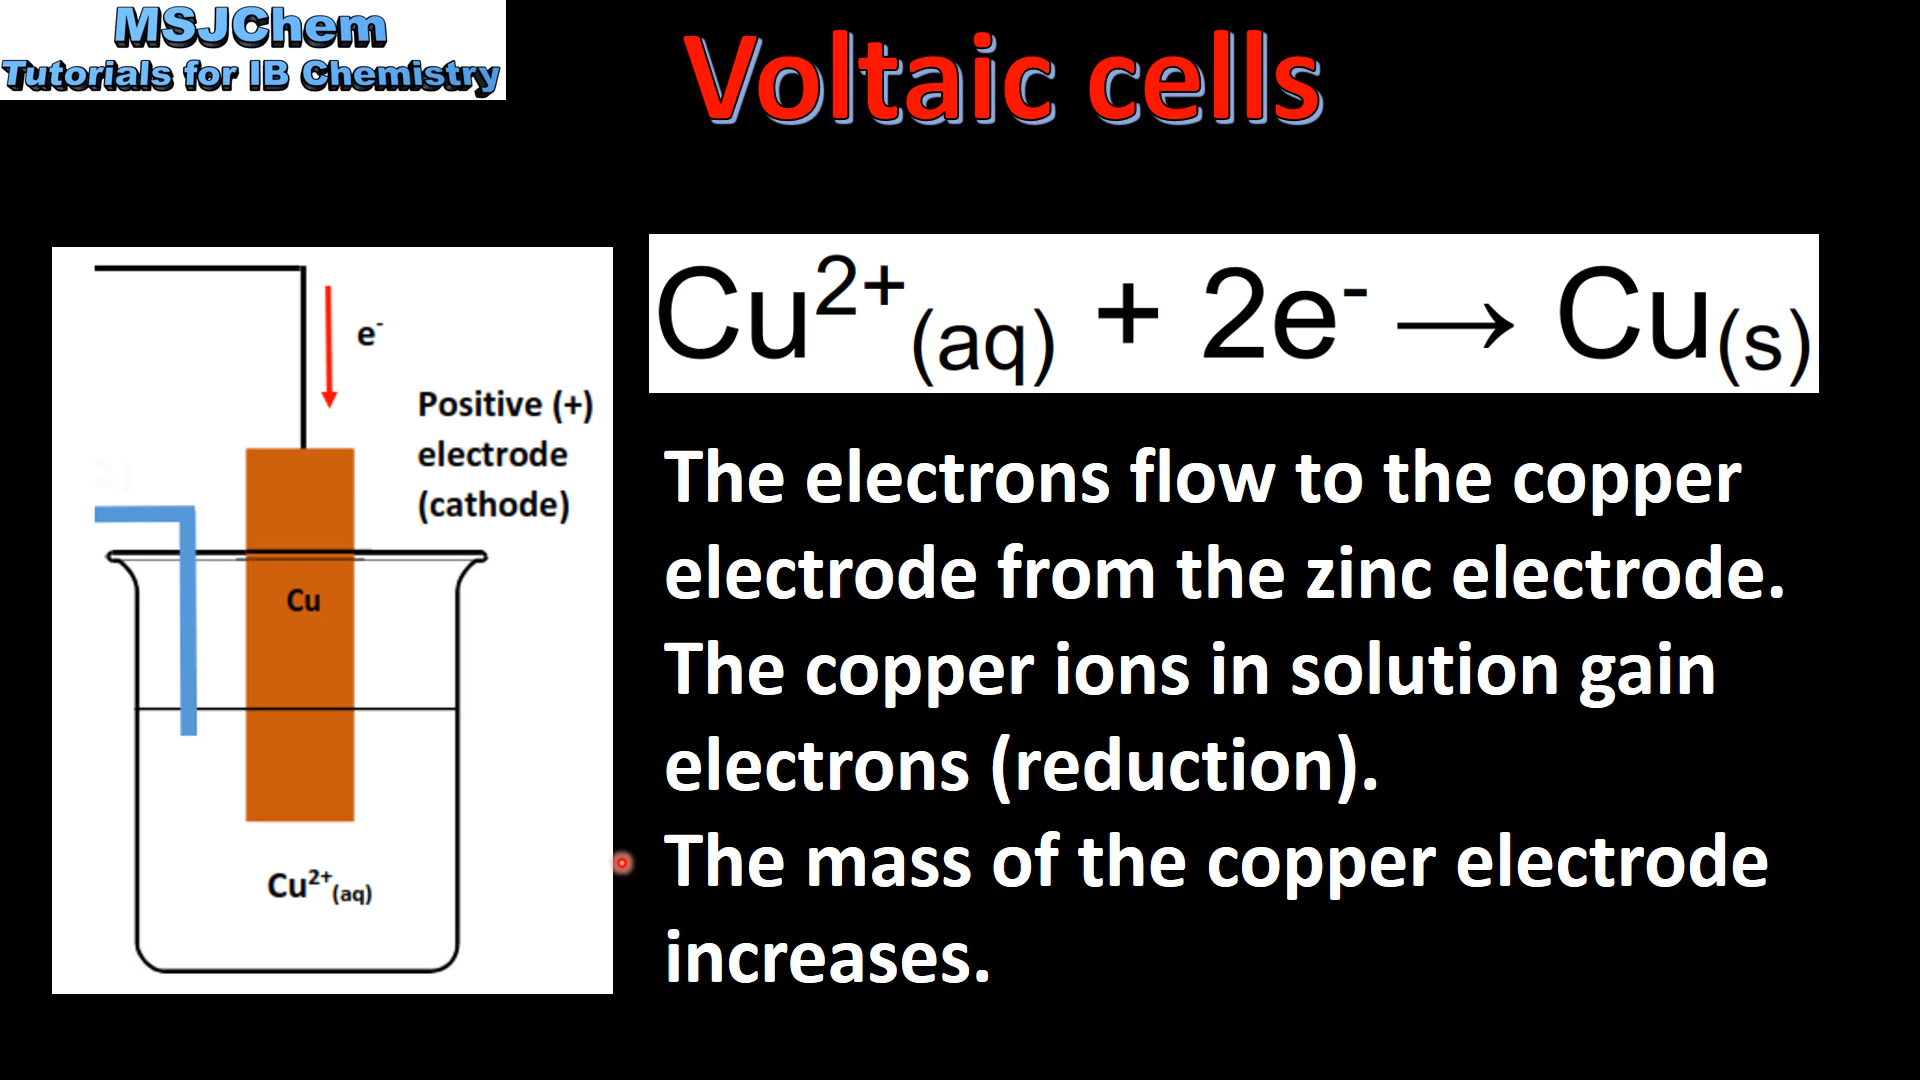 MSJChem
Tutorials for IB Chemistry
Voltaic cells
e⁻
Positive (+)
electrode
(cathode)
Cu
Cu²⁺(aq)
Cu²⁺(aq) + 2e⁻ → Cu(s)
The electrons flow to the copper
electrode from the zinc electrode.
The copper ions in solution gain
electrons (reduction).
The mass of the copper electrode
increases.